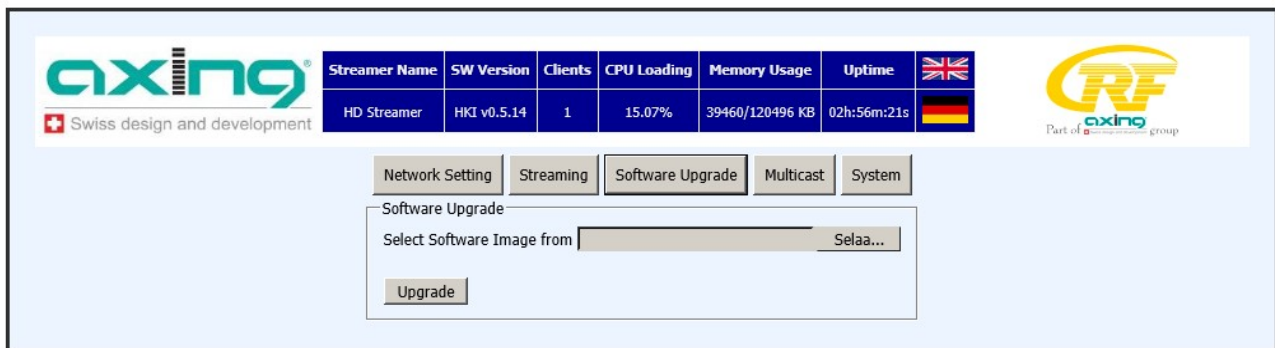 axing®
Swiss design and development
Streamer Name SW Version Clients CPU Loading Memory Usage Uptime
HD Streamer HKI v0.5.14 1 15.07% 39460/120496 KB 02h:56m:21s
RF
Part of axing group
Network Setting Streaming Software Upgrade Multicast System
Software Upgrade
Select Software Image from Selaa...
Upgrade